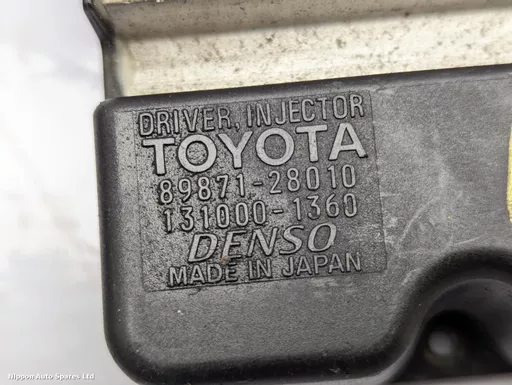 DRIVER, INJECTOR
TOYOTA
89871-28010
131000-1360
DENSO
MADE IN JAPAN
Nippon Auto Spares Ltd